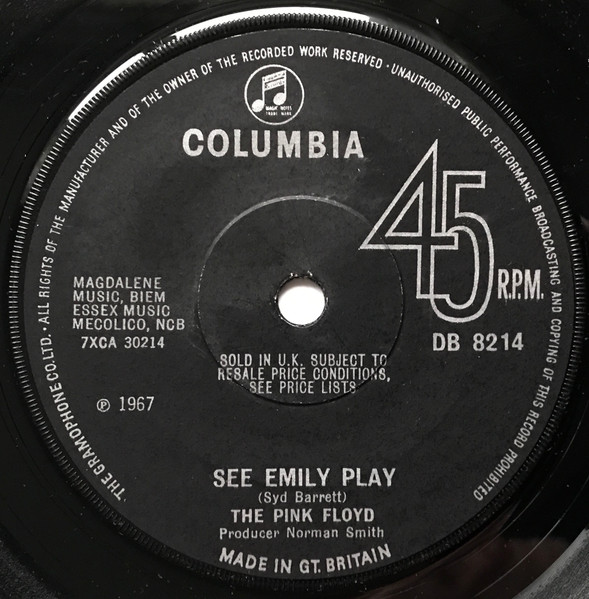 THE GRAMOPHONE CO. LTD. · ALL RIGHTS OF THE MANUFACTURER AND OF THE OWNER OF THE RECORDED WORK RESERVED · UNAUTHORISED PUBLIC PERFORMANCE BROADCASTING AND COPYING OF THIS RECORD PROHIBITED
MAGIC NOTES
TRADE MARK
COLUMBIA
45
R.P.M.
MAGDALENE
MUSIC, BIEM
ESSEX MUSIC
MECOLICO, NCB
7XCA 30214
DB 8214
SOLD IN U.K. SUBJECT TO
RESALE PRICE CONDITIONS,
SEE PRICE LISTS
℗ 1967
SEE EMILY PLAY
(Syd Barrett)
THE PINK FLOYD
Producer Norman Smith
MADE IN GT. BRITAIN